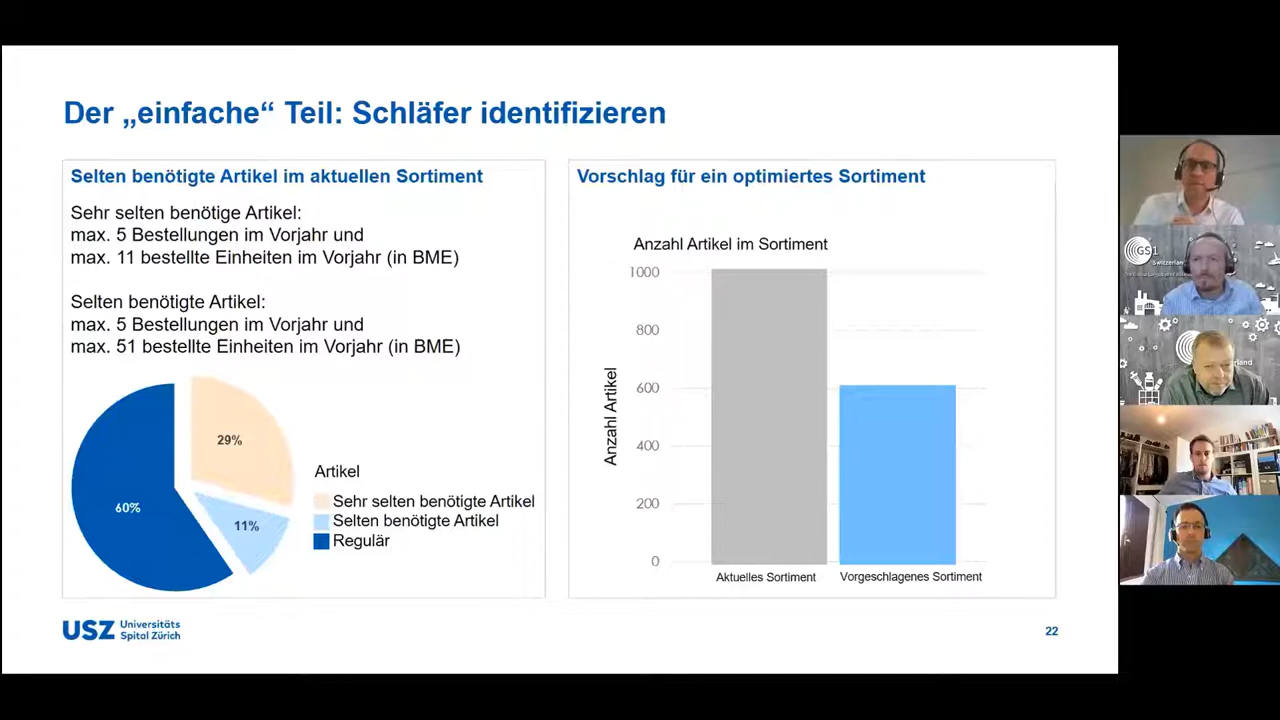 Der „einfache“ Teil: Schläfer identifizieren
Selten benötigte Artikel im aktuellen Sortiment
Sehr selten benötige Artikel:
max. 5 Bestellungen im Vorjahr und
max. 11 bestellte Einheiten im Vorjahr (in BME)
Selten benötigte Artikel:
max. 5 Bestellungen im Vorjahr und
max. 51 bestellte Einheiten im Vorjahr (in BME)
29%
60%
11%
Artikel
Sehr selten benötigte Artikel
Selten benötigte Artikel
Regulär
Vorschlag für ein optimiertes Sortiment
Anzahl Artikel im Sortiment
Anzahl Artikel
1000
800
600
400
200
0
Aktuelles Sortiment
Vorgeschlagenes Sortiment
USZ Universitäts
Spital Zürich
22
GS1
Switzerland